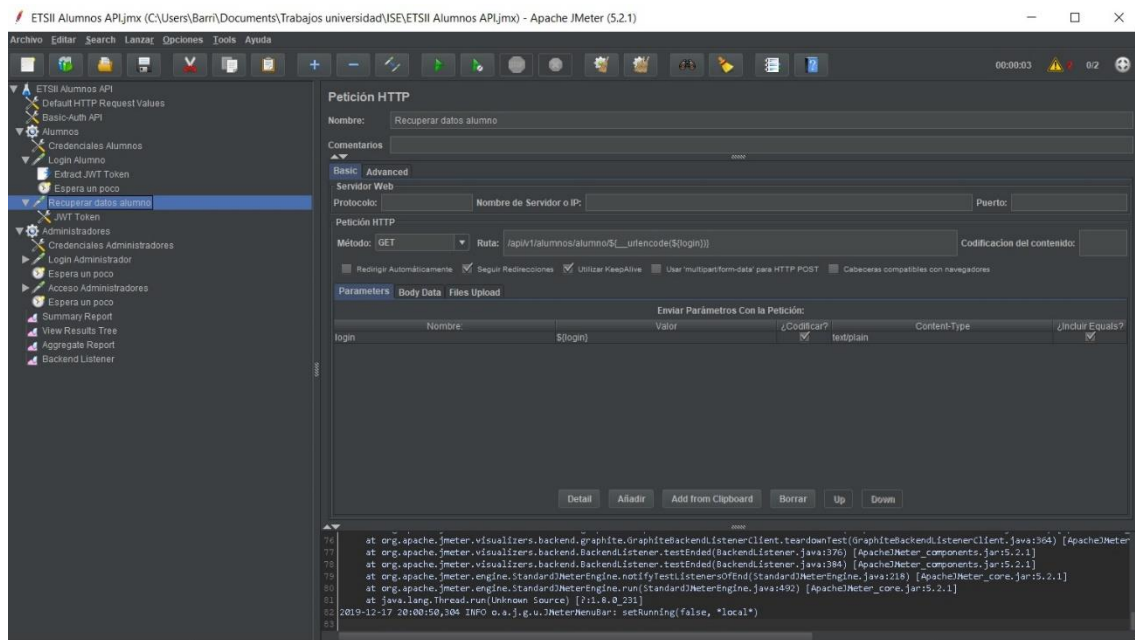 ETSII Alumnos API.jmx (C:\Users\Barri\Documents\Trabajos universidad\ISE\ETSII Alumnos API.jmx) - Apache JMeter (5.2.1)
Archivo Editar Search Lanzar Opciones Tools Ayuda
00:00:03 2 0/2
ETSII Alumnos API
Default HTTP Request Values
Basic-Auth API
Alumnos
Credenciales Alumnos
Login Alumno
Extract JWT Token
Espera un poco
Recuperar datos alumno
JWT Token
Administradores
Credenciales Administradores
Login Administrador
Espera un poco
Acceso Administradores
Espera un poco
Summary Report
View Results Tree
Aggregate Report
Backend Listener
Petición HTTP
Nombre: Recuperar datos alumno
Comentarios
Basic Advanced
Servidor Web
Protocolo: Nombre de Servidor o IP: Puerto:
Petición HTTP
Método: GET Ruta: /api/v1/alumnos/alumno/${__urlencode(${login})} Codificacion del contenido:
Redirigir Automáticamente Seguir Redirecciones Utilizar KeepAlive Usar 'multipart/form-data' para HTTP POST Cabeceras compatibles con navegadores
Parameters Body Data Files Upload
Enviar Parámetros Con la Petición:
Nombre: Valor ¿Codificar? Content-Type ¿Incluir Equals?
login ${login} text/plain
Detail Añadir Add from Clipboard Borrar Up Down
76 at org.apache.jmeter.visualizers.backend.graphite.GraphiteBackendListenerClient.teardownTest(GraphiteBackendListenerClient.java:364) [ApacheJMeter
77 at org.apache.jmeter.visualizers.backend.BackendListener.testEnded(BackendListener.java:376) [ApacheJMeter_components.jar:5.2.1]
78 at org.apache.jmeter.visualizers.backend.BackendListener.testEnded(BackendListener.java:384) [ApacheJMeter_components.jar:5.2.1]
79 at org.apache.jmeter.engine.StandardJMeterEngine.notifyTestListenersOfEnd(StandardJMeterEngine.java:218) [ApacheJMeter_core.jar:5.2.1]
80 at org.apache.jmeter.engine.StandardJMeterEngine.run(StandardJMeterEngine.java:492) [ApacheJMeter_core.jar:5.2.1]
81 at java.lang.Thread.run(Unknown Source) [?:1.8.0_231]
82 2019-12-17 20:00:50,304 INFO o.a.j.g.u.JMeterMenuBar: setRunning(false, *local*)
83